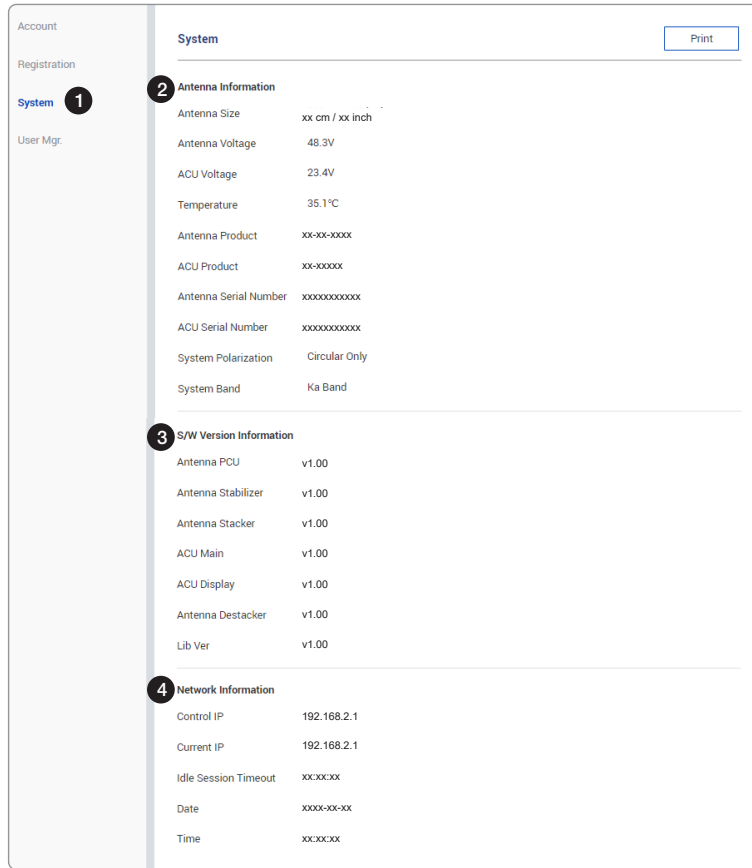 Account
Registration
System 1
User Mgr.
System Print
2 Antenna Information
Antenna Size xx cm / xx inch
Antenna Voltage 48.3V
ACU Voltage 23.4V
Temperature 35.1°C
Antenna Product xx-xx-xxxx
ACU Product xx-xxxxx
Antenna Serial Number xxxxxxxxxxx
ACU Serial Number xxxxxxxxxxx
System Polarization Circular Only
System Band Ka Band
3 S/W Version Information
Antenna PCU v1.00
Antenna Stabilizer v1.00
Antenna Stacker v1.00
ACU Main v1.00
ACU Display v1.00
Antenna Destacker v1.00
Lib Ver v1.00
4 Network Information
Control IP 192.168.2.1
Current IP 192.168.2.1
Idle Session Timeout xx:xx:xx
Date xxxx-xx-xx
Time xx:xx:xx